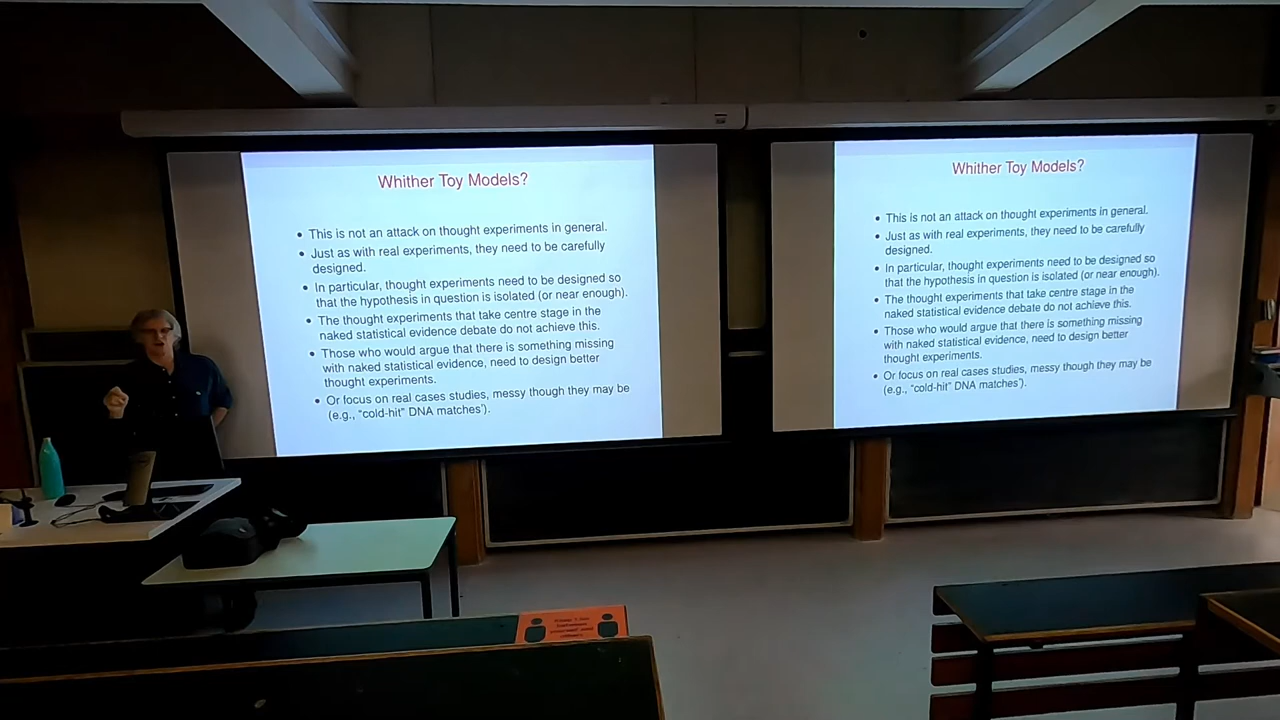 Whither Toy Models?
• This is not an attack on thought experiments in general.
• Just as with real experiments, they need to be carefully
designed.
• In particular, thought experiments need to be designed so
that the hypothesis in question is isolated (or near enough).
• The thought experiments that take centre stage in the
naked statistical evidence debate do not achieve this.
• Those who would argue that there is something missing
with naked statistical evidence, need to design better
thought experiments.
• Or focus on real cases studies, messy though they may be
(e.g., “cold-hit” DNA matches’).
Whither Toy Models?
• This is not an attack on thought experiments in general.
• Just as with real experiments, they need to be carefully
designed.
• In particular, thought experiments need to be designed so
that the hypothesis in question is isolated (or near enough).
• The thought experiments that take centre stage in the
naked statistical evidence debate do not achieve this.
• Those who would argue that there is something missing
with naked statistical evidence, need to design better
thought experiments.
• Or focus on real cases studies, messy though they may be
(e.g., “cold-hit” DNA matches’).